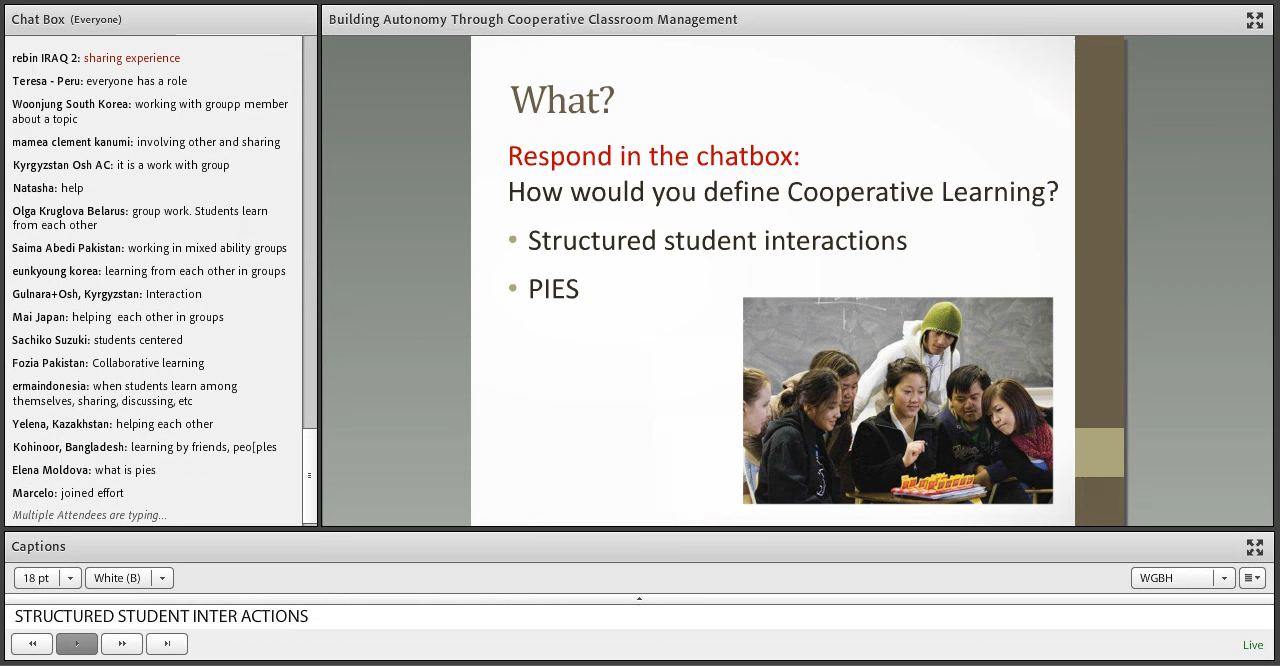 Chat Box (Everyone)
rebin IRAQ 2: sharing experience
Teresa - Peru: everyone has a role
Woonjung South Korea: working with groupp member
about a topic
mamea clement kanumi: involving other and sharing
Kyrgyzstan Osh AC: it is a work with group
Natasha: help
Olga Kruglova Belarus: group work. Students learn
from each other
Saima Abedi Pakistan: working in mixed ability groups
eunkyoung korea: learning from each other in groups
Gulnara+Osh, Kyrgyzstan: Interaction
Mai Japan: helping  each other in groups
Sachiko Suzuki: students centered
Fozia Pakistan: Collaborative learning
ermaindonesia: when students learn among
themselves, sharing, discussing, etc
Yelena, Kazakhstan: helping each other
Kohinoor, Bangladesh: learning by friends, peo[ples
Elena Moldova: what is pies
Marcelo: joined effort
Multiple Attendees are typing...
Building Autonomy Through Cooperative Classroom Management
What?
Respond in the chatbox:
How would you define Cooperative Learning?
• Structured student interactions
• PIES
Captions
18 pt
White (B)
WGBH
STRUCTURED STUDENT INTER ACTIONS
Live